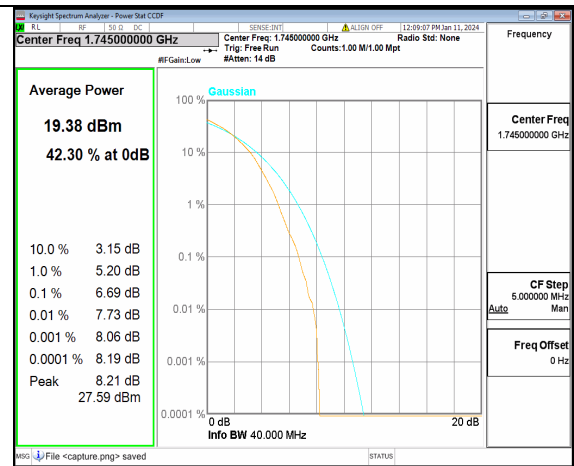 Keysight Spectrum Analyzer - Power Stat CCDF
RL RF 50 Ω DC SENSE:INT ALIGN OFF 12:09:07 PM Jan 11, 2024
Center Freq 1.745000000 GHz
Center Freq: 1.745000000 GHz Radio Std: None
Trig: Free Run Counts:1.00 M/1.00 Mpt
#IFGain:Low #Atten: 14 dB
Frequency
Average Power
19.38 dBm
42.30 % at 0dB
10.0 % 3.15 dB
1.0 % 5.20 dB
0.1 % 6.69 dB
0.01 % 7.73 dB
0.001 % 8.06 dB
0.0001 % 8.19 dB
Peak 8.21 dB
27.59 dBm
Gaussian
100 %
10 %
1 %
0.1 %
0.01 %
0.001 %
0.0001 %
0 dB 20 dB
Info BW 40.000 MHz
Center Freq
1.745000000 GHz
CF Step
5.000000 MHz
Auto Man
Freq Offset
0 Hz
MSG File <capture.png> saved STATUS